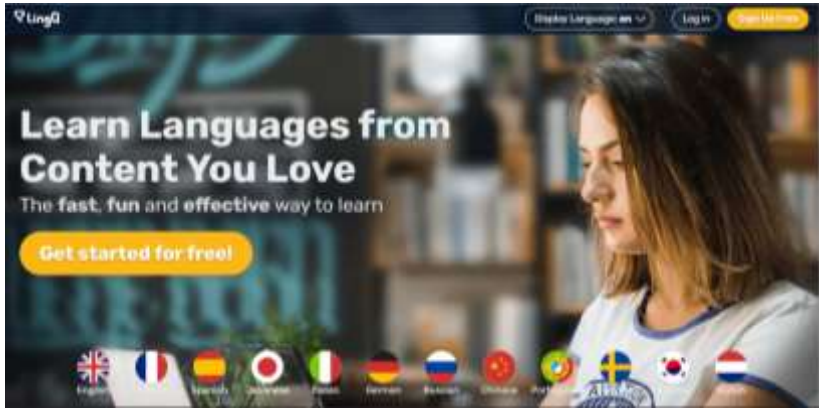 LingQ
Display Language: en
Log In
Sign Up Free
Learn Languages from
Content You Love
The fast, fun and effective way to learn
Get started for free!
English
Spanish
Japanese
Italian
German
Russian
Chinese